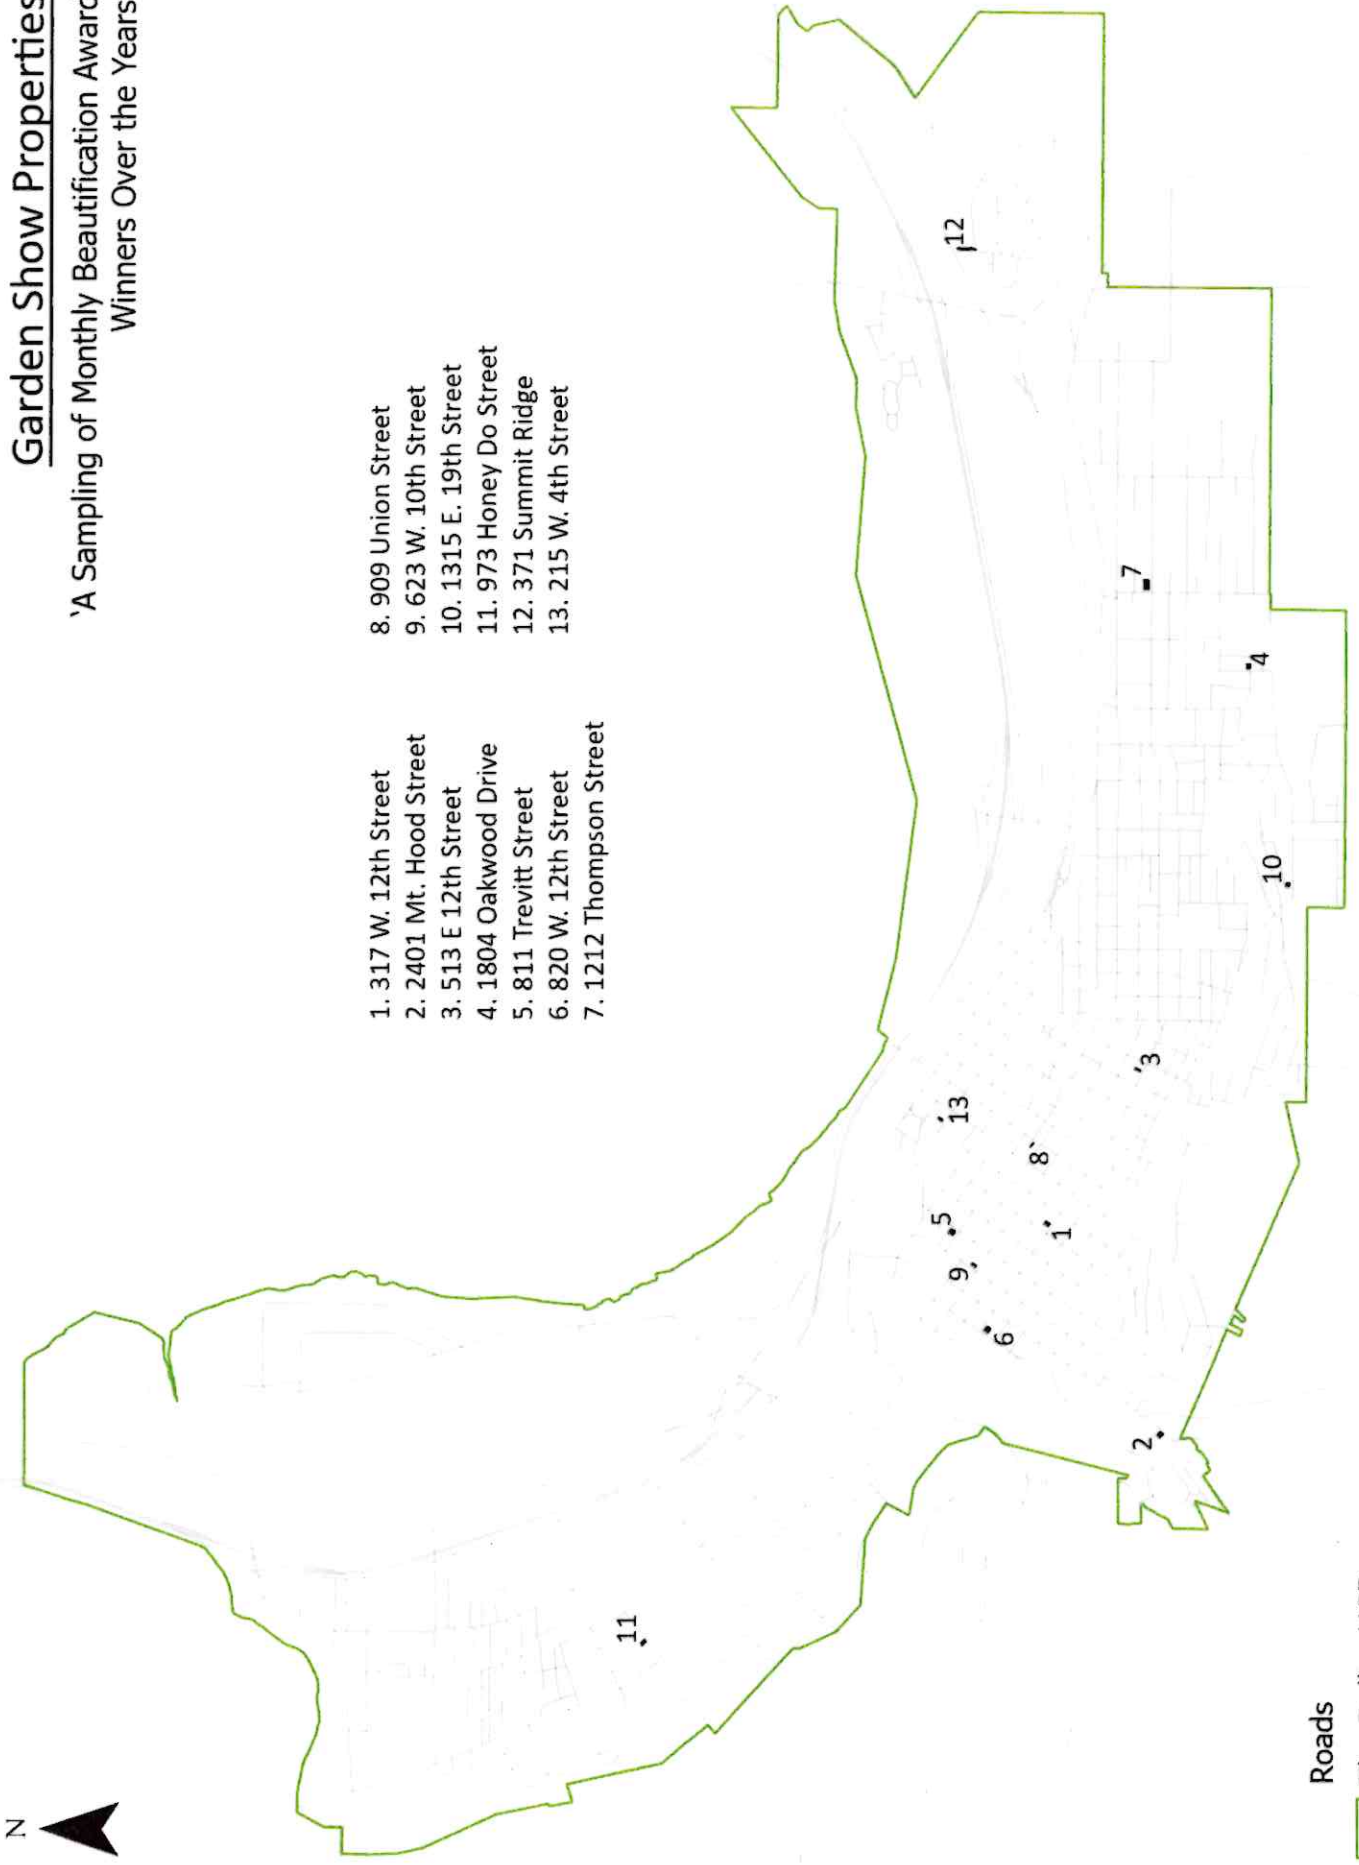 Garden Show Properties
'A Sampling of Monthly Beautification Award
Winners Over the Years
N
1. 317 W. 12th Street
2. 2401 Mt. Hood Street
3. 513 E 12th Street
4. 1804 Oakwood Drive
5. 811 Trevitt Street
6. 820 W. 12th Street
7. 1212 Thompson Street
8. 909 Union Street
9. 623 W. 10th Street
10. 1315 E. 19th Street
11. 973 Honey Do Street
12. 371 Summit Ridge
13. 215 W. 4th Street
11
12
13
5
9
6
8
1
2
3
7
4
10
Roads